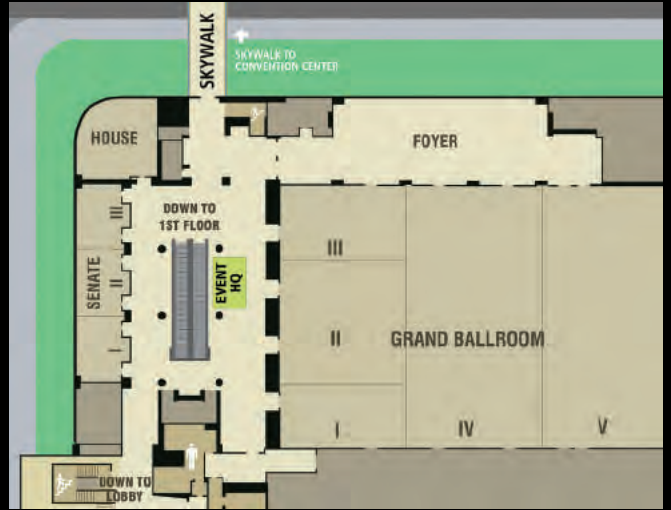 SKYWALK
SKYWALK TO
CONVENTION CENTER
HOUSE
FOYER
DOWN TO
1ST FLOOR
III
II
I
SENATE
EVENT
HQ
III
II
I
GRAND BALLROOM
IV
V
DOWN TO
LOBBY